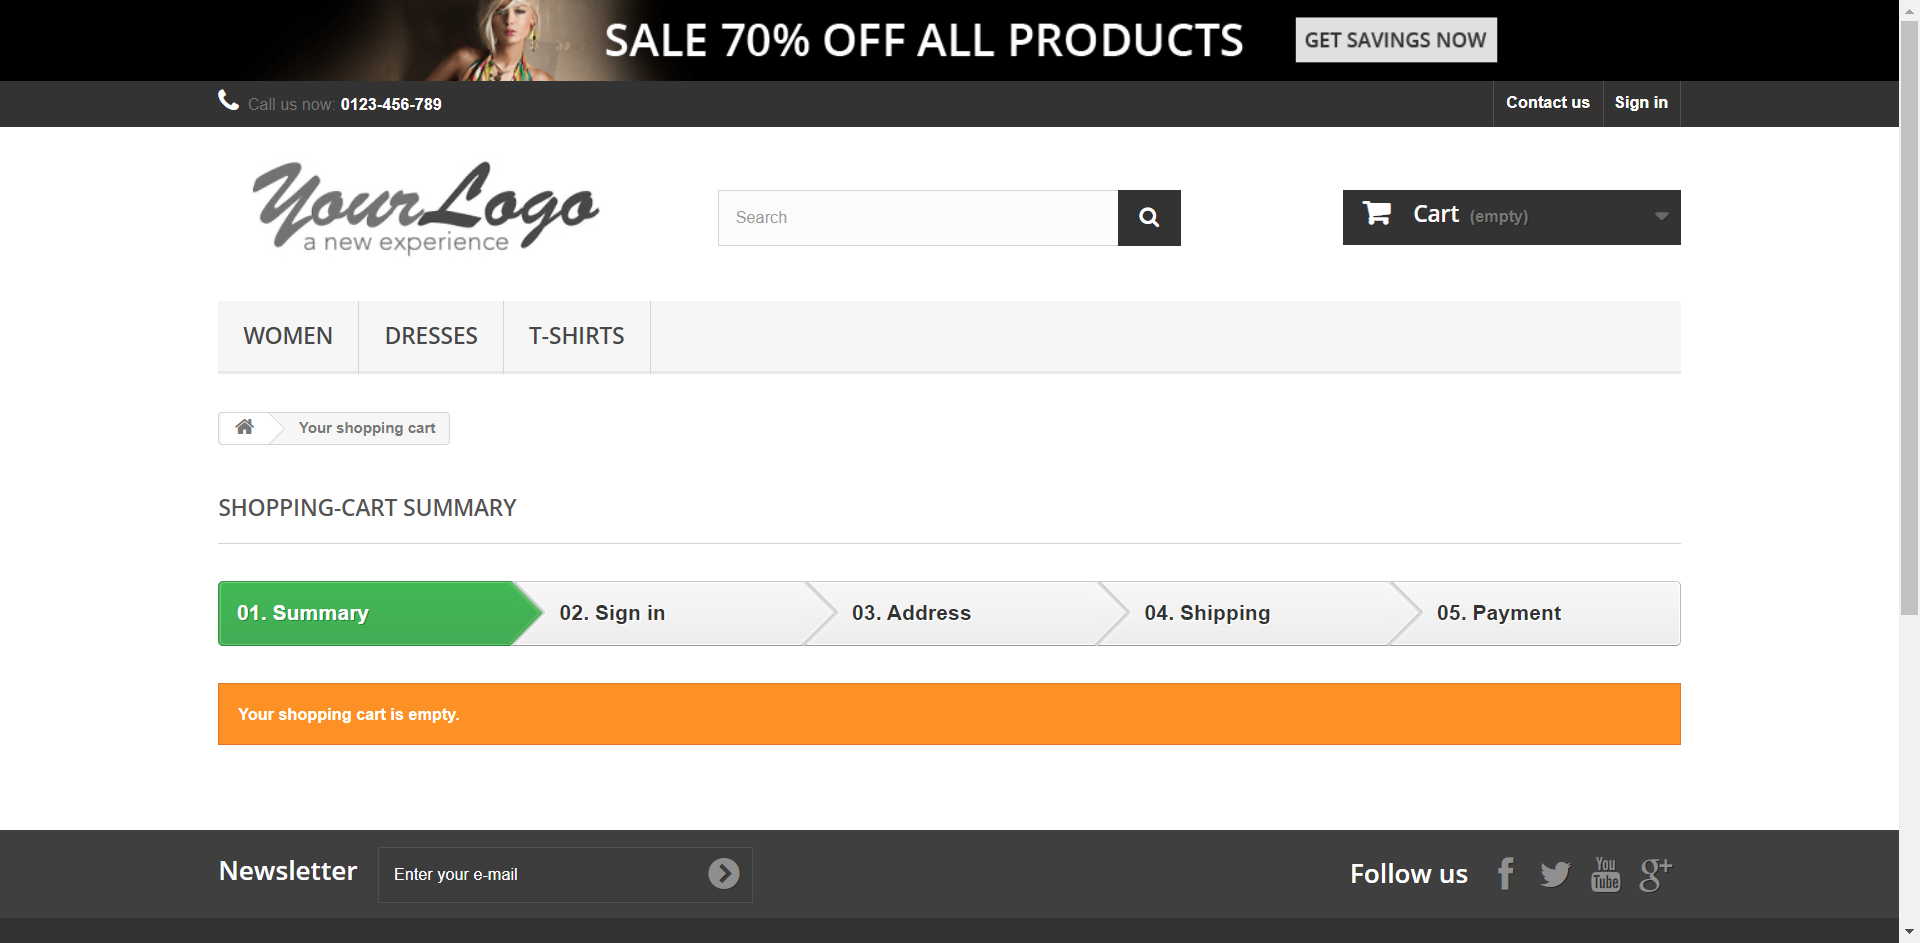 SALE 70% OFF ALL PRODUCTS
GET SAVINGS NOW
Call us now: 0123-456-789
Contact us
Sign in
Your Logo
a new experience
Search
Cart (empty)
WOMEN
DRESSES
T-SHIRTS
Your shopping cart
SHOPPING-CART SUMMARY
01. Summary
02. Sign in
03. Address
04. Shipping
05. Payment
Your shopping cart is empty.
Newsletter
Enter your e-mail
Follow us
f
You
Tube
g+